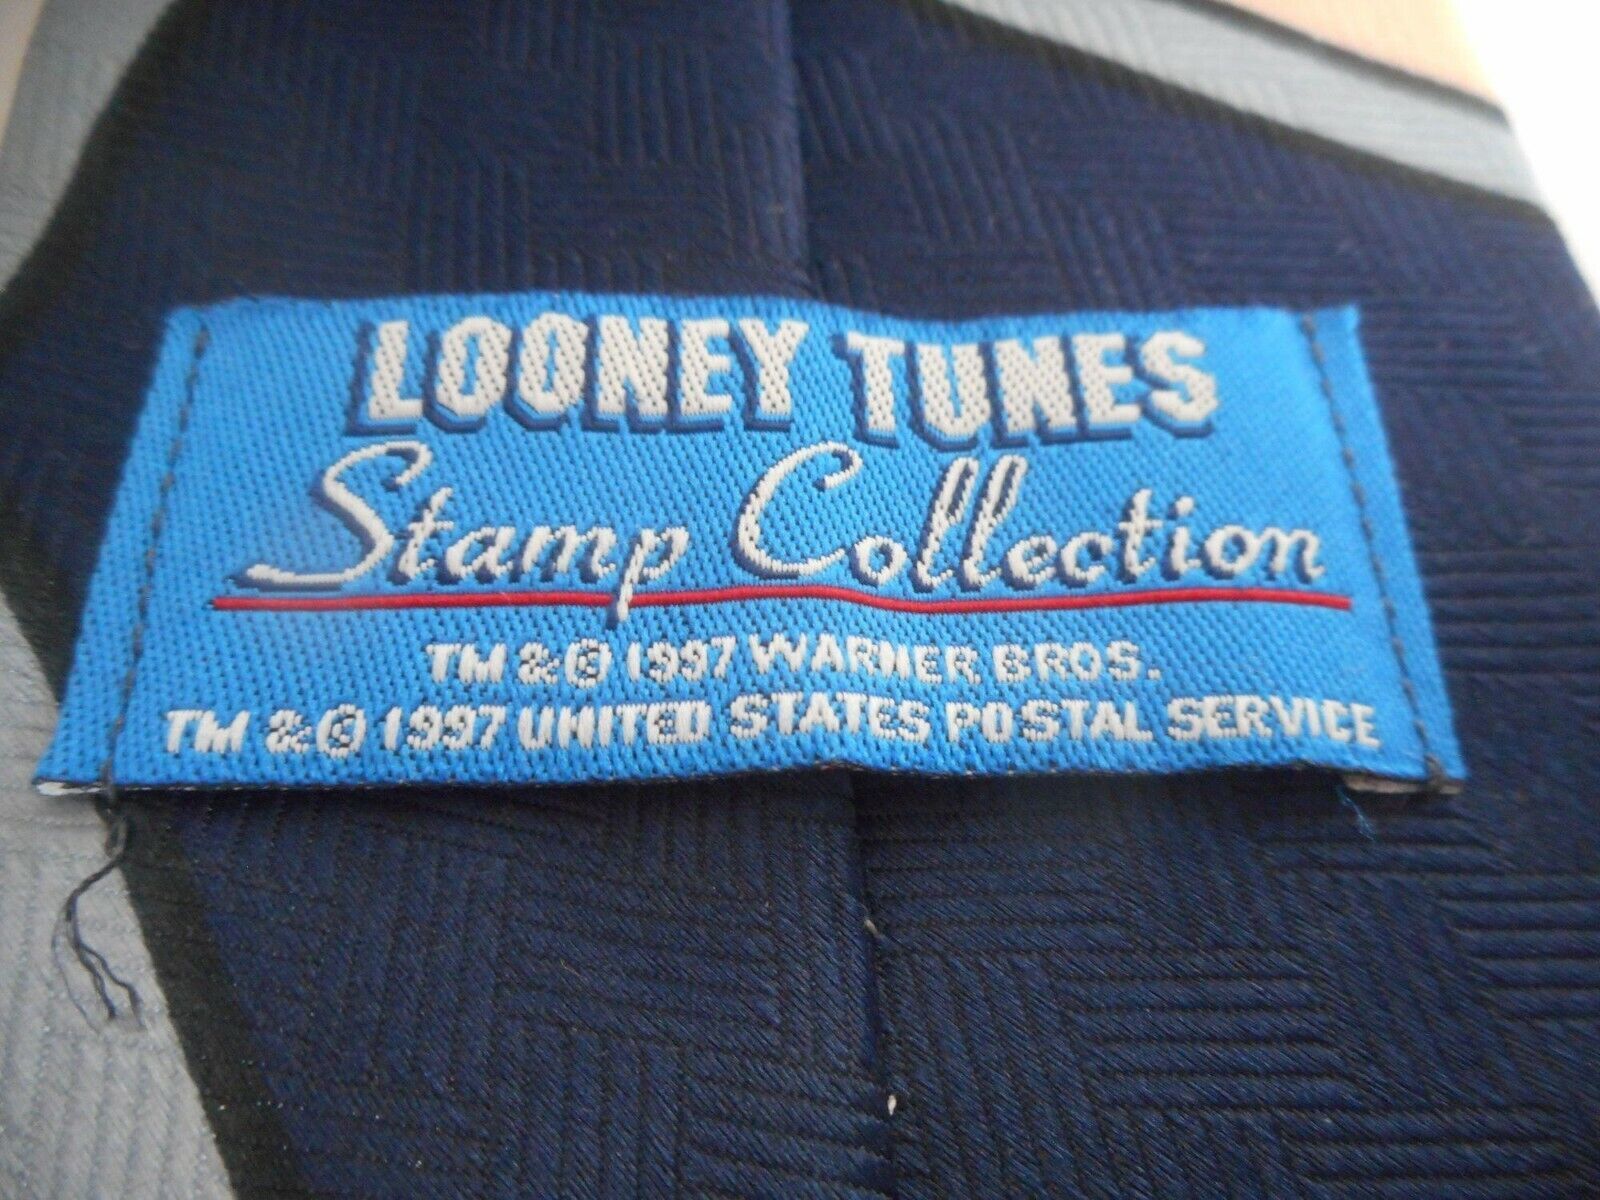 LOONEY TUNES
Stamp Collection
TM & © 1997 WARNER BROS.
TM & © 1997 UNITED STATES POSTAL SERVICE